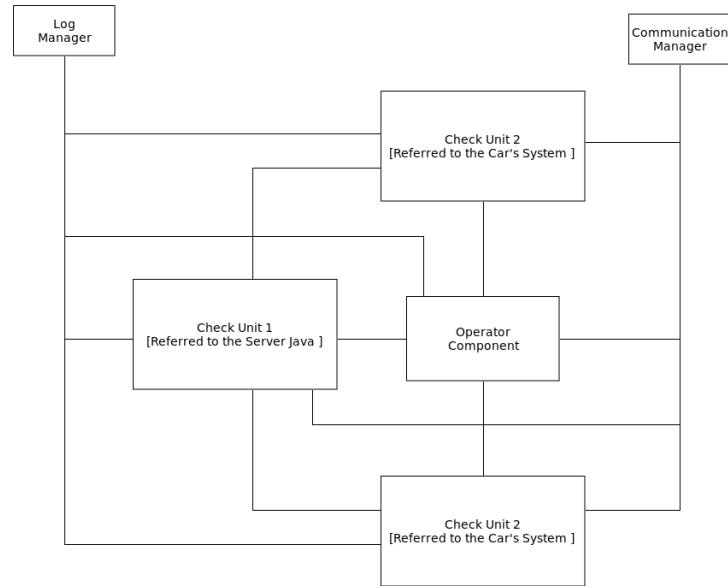 Log
Manager
Communication
Manager
Check Unit 2
[Referred to the Car's System ]
Check Unit 1
[Referred to the Server Java ]
Operator
Component
Check Unit 2
[Referred to the Car's System ]